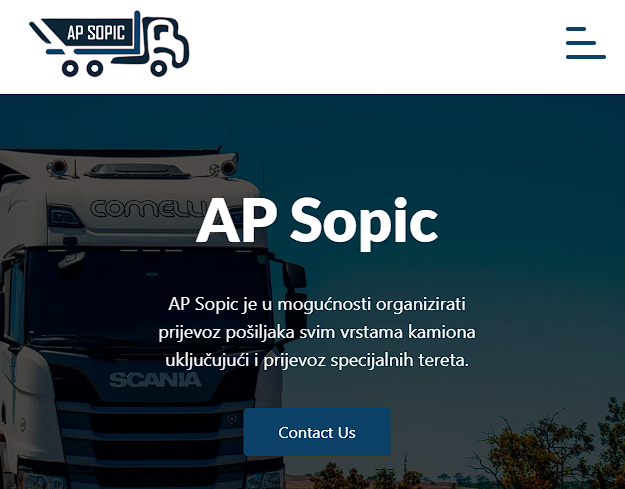 AP SOPIC
AP Sopic
AP Sopic je u mogućnosti organizirati
prijevoz pošiljaka svim vrstama kamiona
uključujući i prijevoz specijalnih tereta.
SCANIA
Contact Us